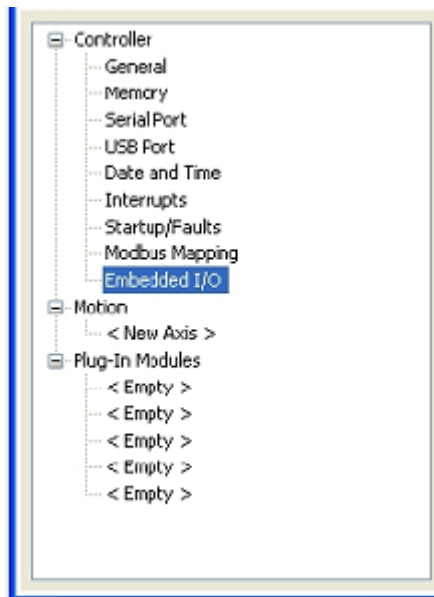 Controller
General
Memory
Serial Port
USB Port
Date and Time
Interrupts
Startup/Faults
Modbus Mapping
Embedded I/O
Motion
< New Axis >
Plug-In Modules
< Empty >
< Empty >
< Empty >
< Empty >
< Empty >